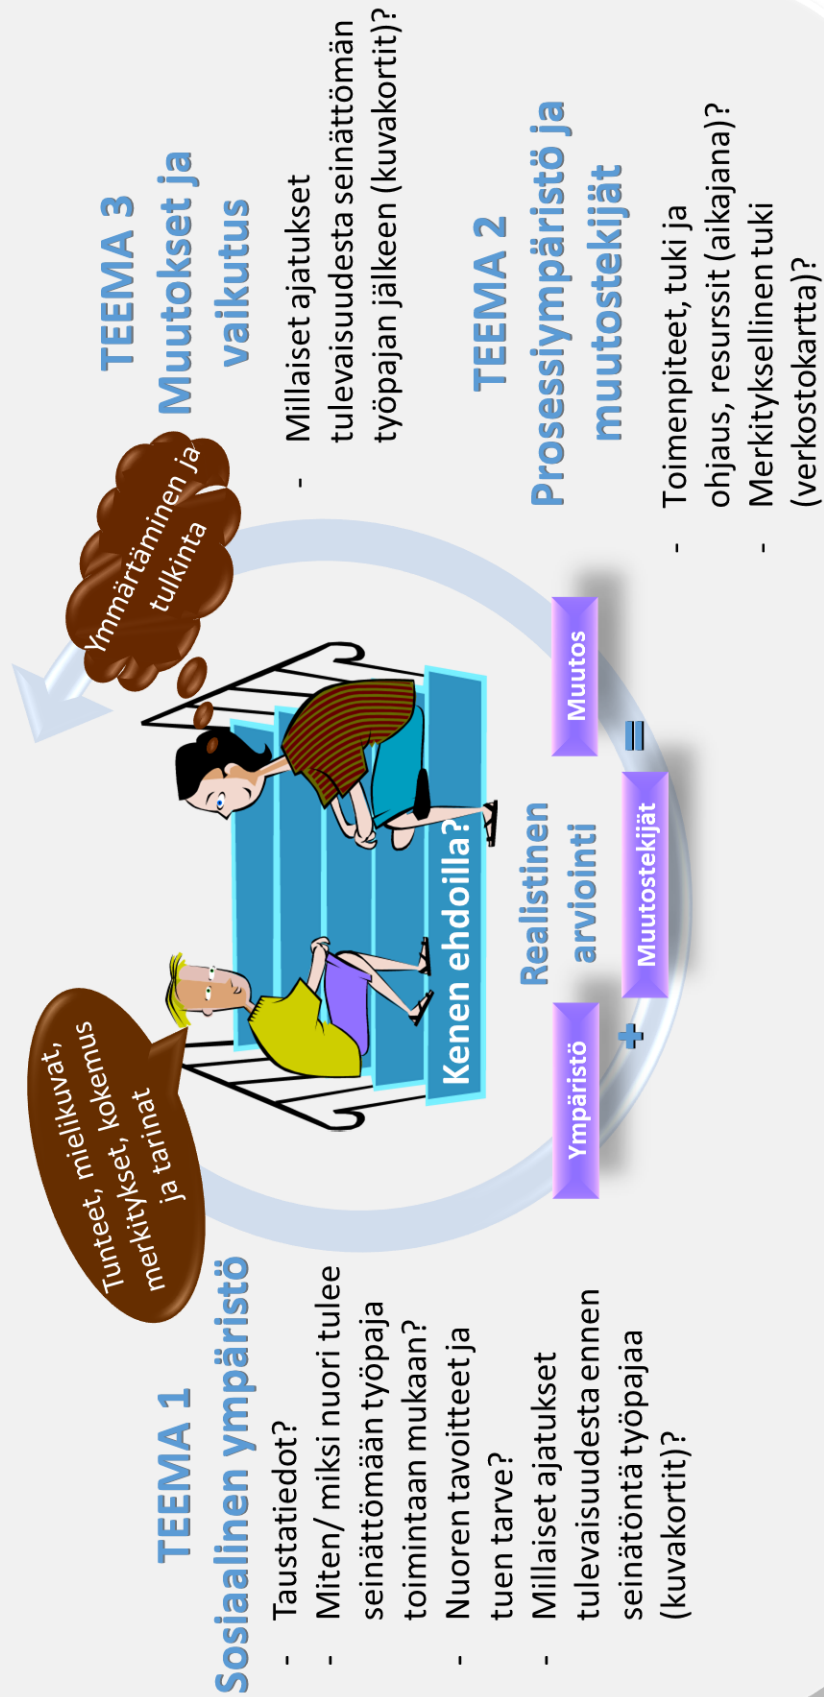 TEEMA 1
Sosiaalinen ympäristö
- Taustatiedot?
- Miten/ miksi nuori tulee
seinättömään työpaja
toimintaan mukaan?
- Nuoren tavoitteet ja
tuen tarve?
- Millaiset ajatukset
tulevaisuudesta ennen
seinätöntä työpajaa
(kuvakortit)?
Tunteet, mielikuvat,
merkitykset, kokemus
ja tarinat
Ymmärtäminen ja
tulkinta
Kenen ehdoilla?
Realistinen
arviointi
Ympäristö
+
Muutostekijät
=
Muutos
TEEMA 3
Muutokset ja
vaikutus
- Millaiset ajatukset
tulevaisuudesta seinättömän
työpajan jälkeen (kuvakortit)?
TEEMA 2
Prosessiympäristö ja
muutostekijät
- Toimenpiteet, tuki ja
ohjaus, resurssit (aikajana)?
- Merkityksellinen tuki
(verkostokartta)?